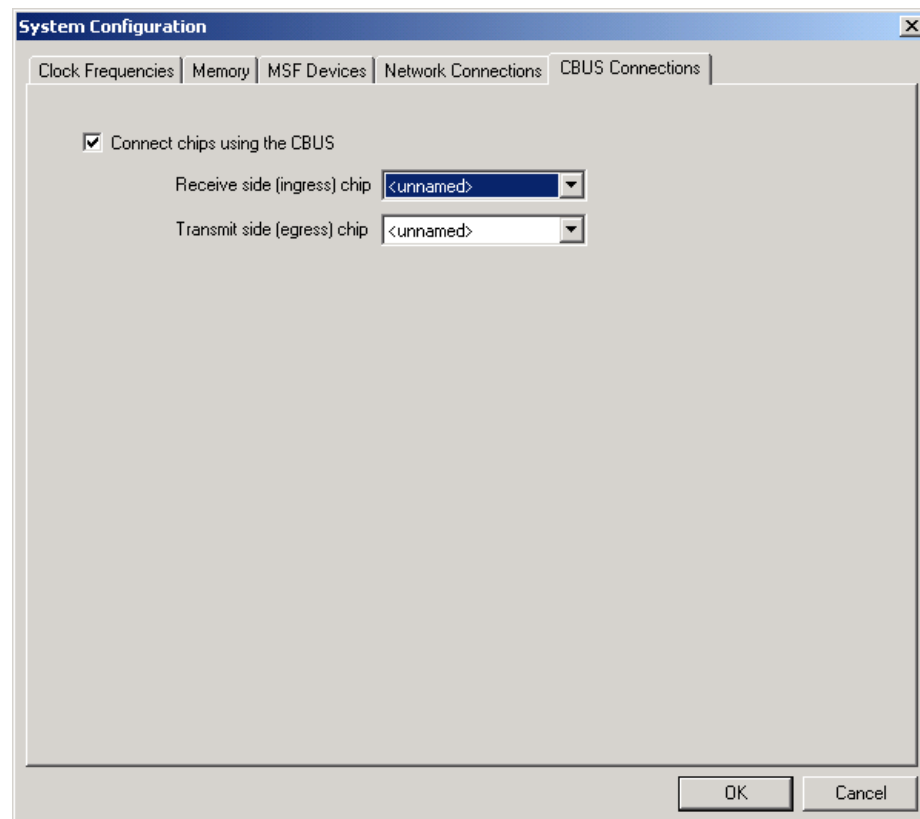 System Configuration
Clock Frequencies Memory MSF Devices Network Connections CBUS Connections
Connect chips using the CBUS
Receive side (ingress) chip <unnamed>
Transmit side (egress) chip <unnamed>
OK Cancel